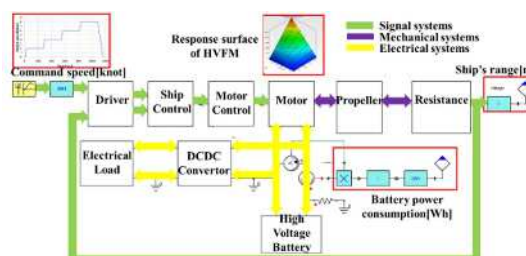 Response surface
of HVFM
Signal systems
Mechanical systems
Electrical systems
Command speed[knot]
Ship's range[
Driver
Ship
Control
Motor
Control
Motor
Propeller
Resistance
Electrical
Load
DCDC
Convertor
High
Voltage
Battery
Battery power
consumption[Wh]